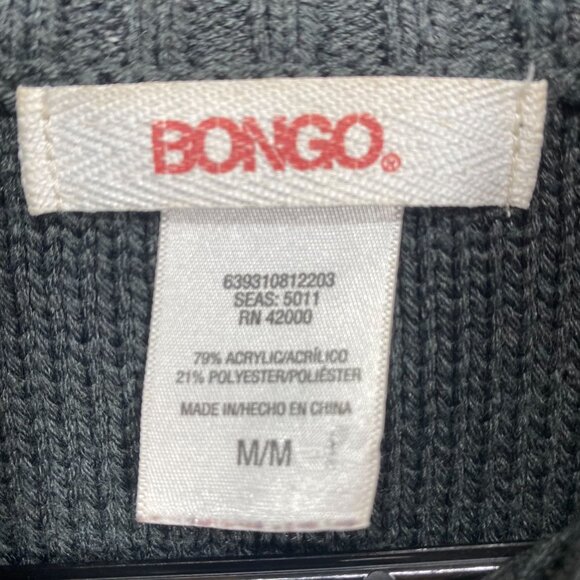 BONGO®
639310812203
SEAS: 5011
RN 42000
79% ACRYLIC/ACRÍLICO
21% POLYESTER/POLIÉSTER
MADE IN/HECHO EN CHINA
M/M